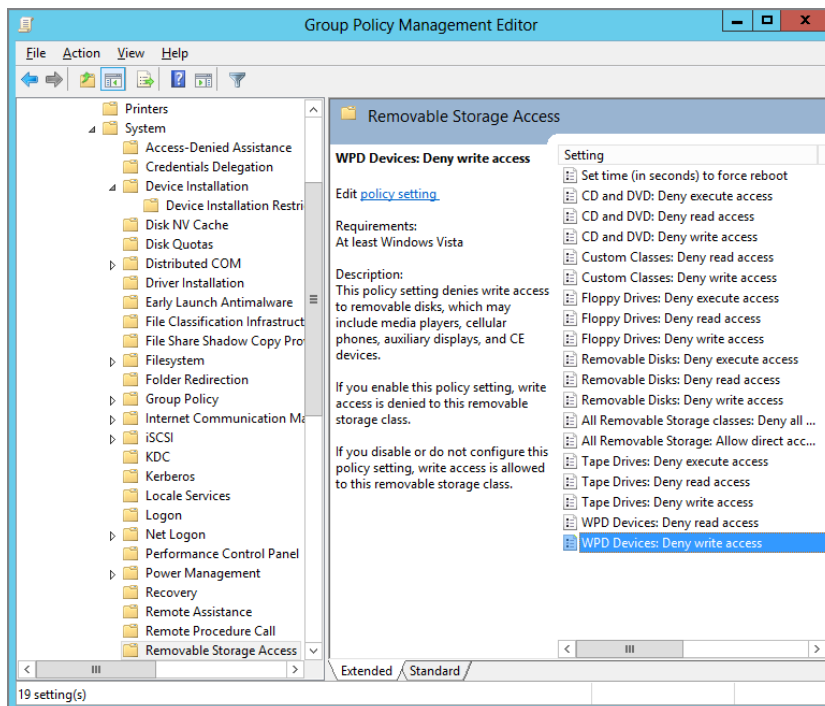 Group Policy Management Editor
File Action View Help
Printers
System
Access-Denied Assistance
Credentials Delegation
Device Installation
Device Installation Restri
Disk NV Cache
Disk Quotas
Distributed COM
Driver Installation
Early Launch Antimalware
File Classification Infrastruct
File Share Shadow Copy Pro
Filesystem
Folder Redirection
Group Policy
Internet Communication Ma
iSCSI
KDC
Kerberos
Locale Services
Logon
Net Logon
Performance Control Panel
Power Management
Recovery
Remote Assistance
Remote Procedure Call
Removable Storage Access
Removable Storage Access
WPD Devices: Deny write access
Edit policy setting
Requirements:
At least Windows Vista
Description:
This policy setting denies write access
to removable disks, which may
include media players, cellular
phones, auxiliary displays, and CE
devices.
If you enable this policy setting, write
access is denied to this removable
storage class.
If you disable or do not configure this
policy setting, write access is allowed
to this removable storage class.
Setting
Set time (in seconds) to force reboot
CD and DVD: Deny execute access
CD and DVD: Deny read access
CD and DVD: Deny write access
Custom Classes: Deny read access
Custom Classes: Deny write access
Floppy Drives: Deny execute access
Floppy Drives: Deny read access
Floppy Drives: Deny write access
Removable Disks: Deny execute access
Removable Disks: Deny read access
Removable Disks: Deny write access
All Removable Storage classes: Deny all ...
All Removable Storage: Allow direct acc...
Tape Drives: Deny execute access
Tape Drives: Deny read access
Tape Drives: Deny write access
WPD Devices: Deny read access
WPD Devices: Deny write access
Extended Standard
19 setting(s)